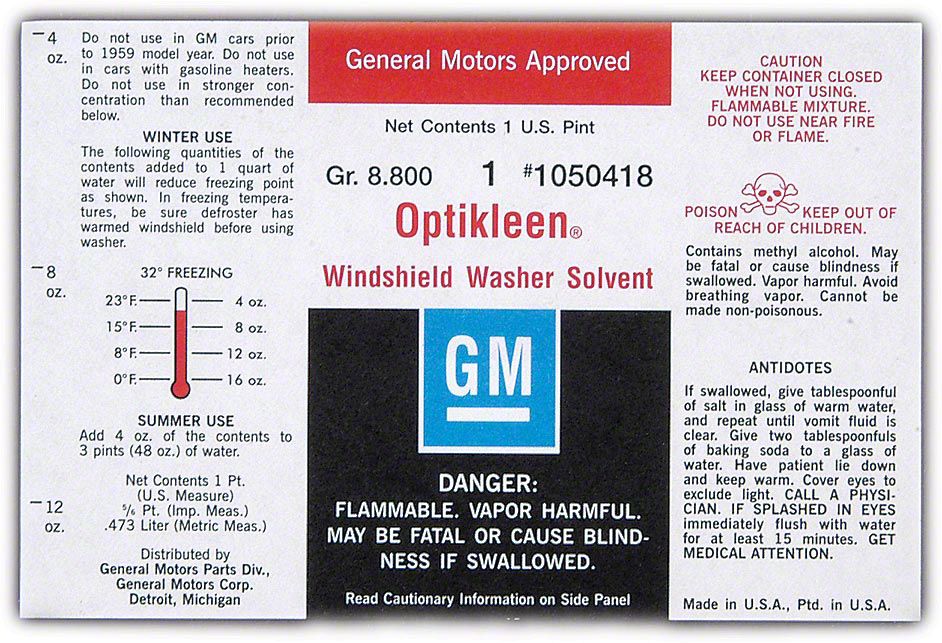 4
oz.
Do not use in GM cars prior
to 1959 model year. Do not use
in cars with gasoline heaters.
Do not use in stronger con-
centration than recommended
below.
WINTER USE
The following quantities of the
contents added to 1 quart of
water will reduce freezing point
as shown. In freezing tempera-
tures, be sure defroster has
warmed windshield before using
washer.
8
oz.
32° FREEZING
23°F. 4 oz.
15°F. 8 oz.
8°F. 12 oz.
0°F. 16 oz.
SUMMER USE
Add 4 oz. of the contents to
3 pints (48 oz.) of water.
12
oz.
Net Contents 1 Pt.
(U.S. Measure)
5/6 Pt. (Imp. Meas.)
.473 Liter (Metric Meas.)
Distributed by
General Motors Parts Div.,
General Motors Corp.
Detroit, Michigan
General Motors Approved
Net Contents 1 U.S. Pint
Gr. 8.800 1 #1050418
Optikleen®
Windshield Washer Solvent
GM
DANGER:
FLAMMABLE. VAPOR HARMFUL.
MAY BE FATAL OR CAUSE BLIND-
NESS IF SWALLOWED.
Read Cautionary Information on Side Panel
CAUTION
KEEP CONTAINER CLOSED
WHEN NOT USING.
FLAMMABLE MIXTURE.
DO NOT USE NEAR FIRE
OR FLAME.
POISON KEEP OUT OF
REACH OF CHILDREN.
Contains methyl alcohol. May
be fatal or cause blindness if
swallowed. Vapor harmful. Avoid
breathing vapor. Cannot be
made non-poisonous.
ANTIDOTES
If swallowed, give tablespoonful
of salt in glass of warm water,
and repeat until vomit fluid is
clear. Give two tablespoonfuls
of baking soda to a glass of
water. Have patient lie down
and keep warm. Cover eyes to
exclude light. CALL A PHYSI-
CIAN. IF SPLASHED IN EYES
immediately flush with water
for at least 15 minutes. GET
MEDICAL ATTENTION.
Made in U.S.A., Ptd. in U.S.A.